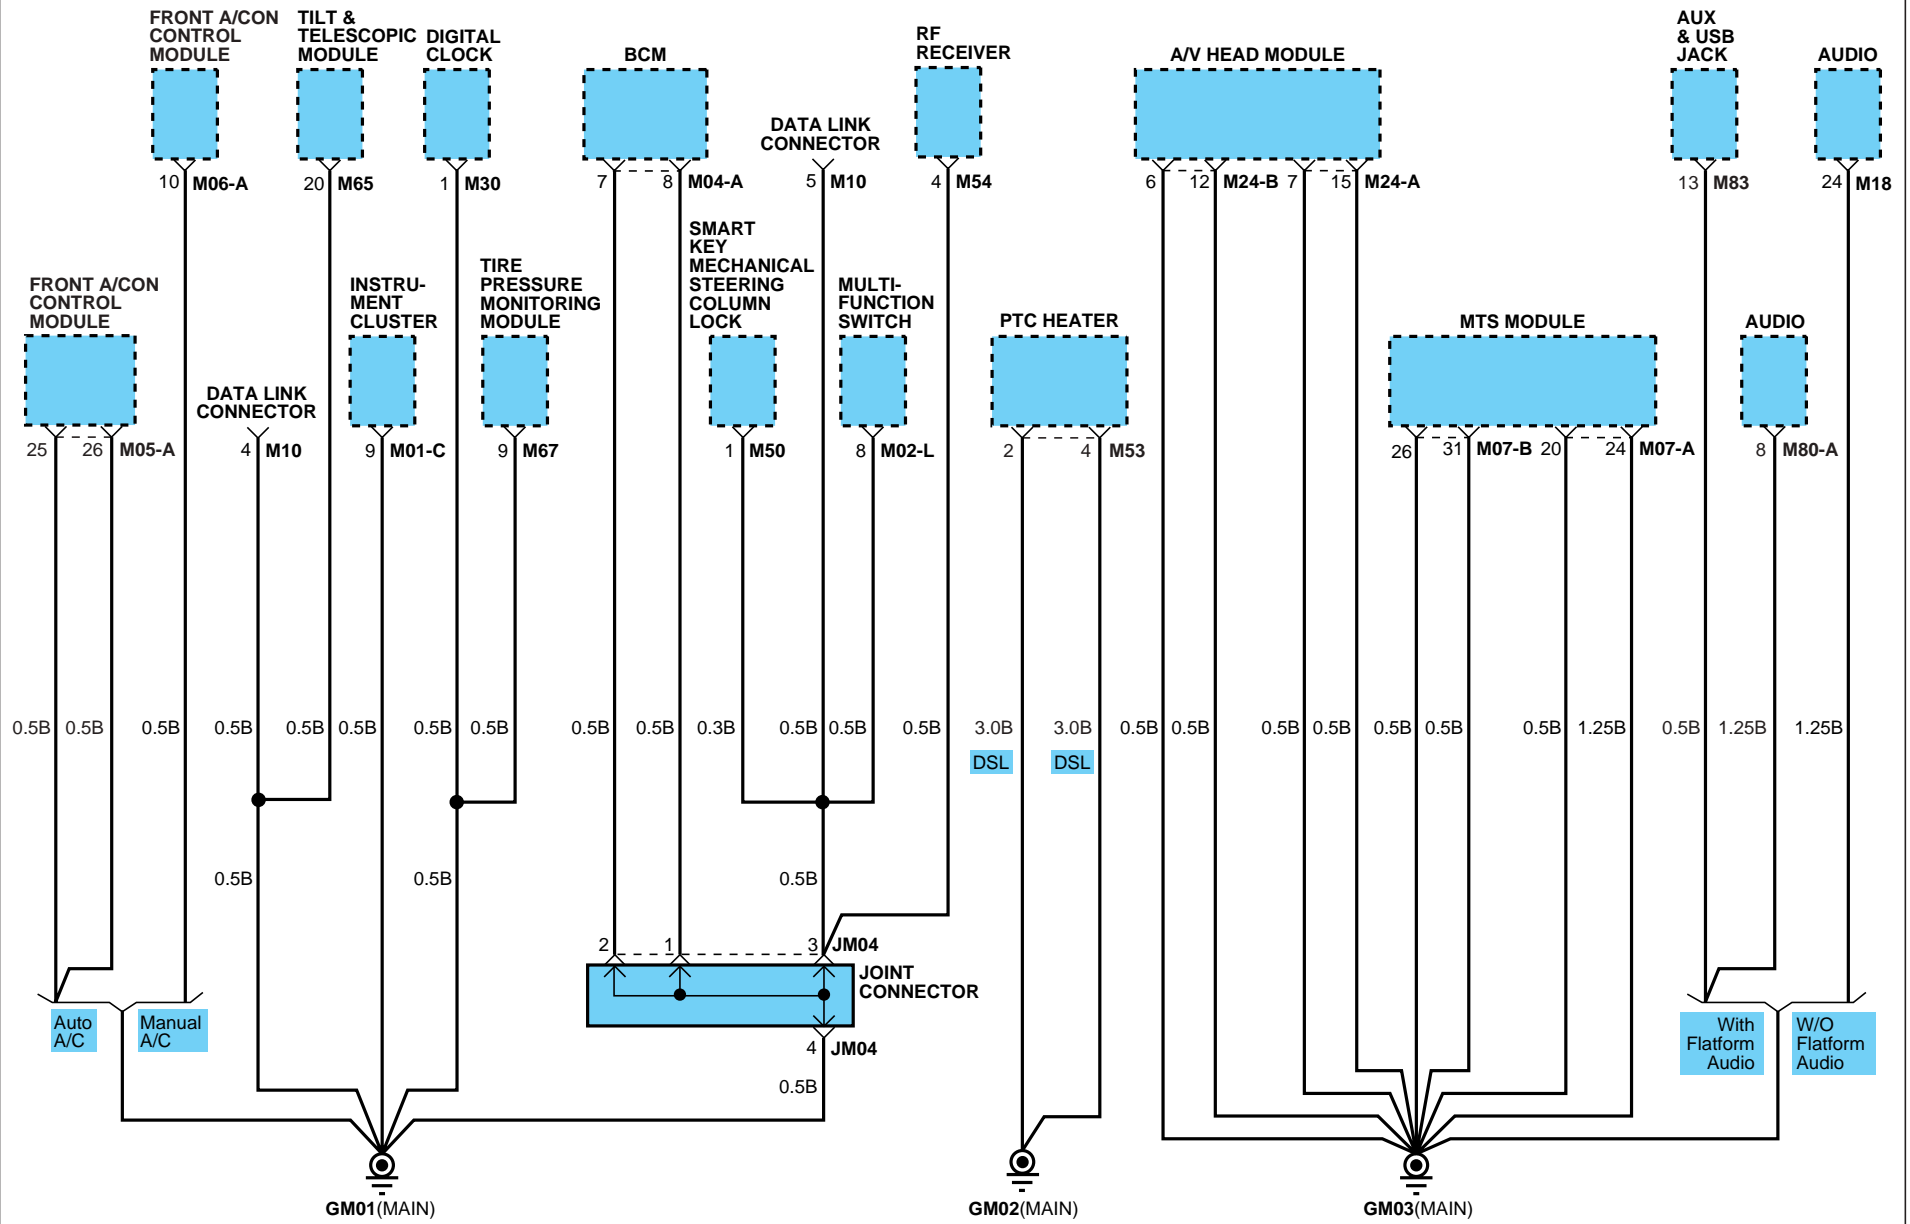 FRONT A/CON
CONTROL
MODULE
TILT &
TELESCOPIC
MODULE
DIGITAL
CLOCK
BCM
DATA LINK
CONNECTOR
RF
RECEIVER
A/V HEAD MODULE
AUX
& USB
JACK
AUDIO
10 M06-A
20 M65
1 M30
7 8 M04-A
5 M10
4 M54
6 12 M24-B 7 15 M24-A
13 M83
24 M18
FRONT A/CON
CONTROL
MODULE
DATA LINK
CONNECTOR
INSTRU-
MENT
CLUSTER
TIRE
PRESSURE
MONITORING
MODULE
SMART
KEY
MECHANICAL
STEERING
COLUMN
LOCK
MULTI-
FUNCTION
SWITCH
PTC HEATER
MTS MODULE
AUDIO
25 26 M05-A
4 M10
9 M01-C
9 M67
1 M50
8 M02-L
2 4 M53
26 31 M07-B 20 24 M07-A
8 M80-A
0.5B 0.5B 0.5B 0.5B 0.5B 0.5B 0.5B 0.5B 0.5B 0.5B 0.3B 0.5B 0.5B 0.5B 3.0B 3.0B 0.5B 0.5B 0.5B 0.5B 0.5B 0.5B 0.5B 1.25B 0.5B 1.25B 1.25B
DSL DSL
0.5B 0.5B 0.5B
2 1 3 JM04
JOINT
CONNECTOR
Auto
A/C
Manual
A/C
With
Flatform
Audio
W/O
Flatform
Audio
4 JM04
0.5B
GM01(MAIN)
GM02(MAIN)
GM03(MAIN)